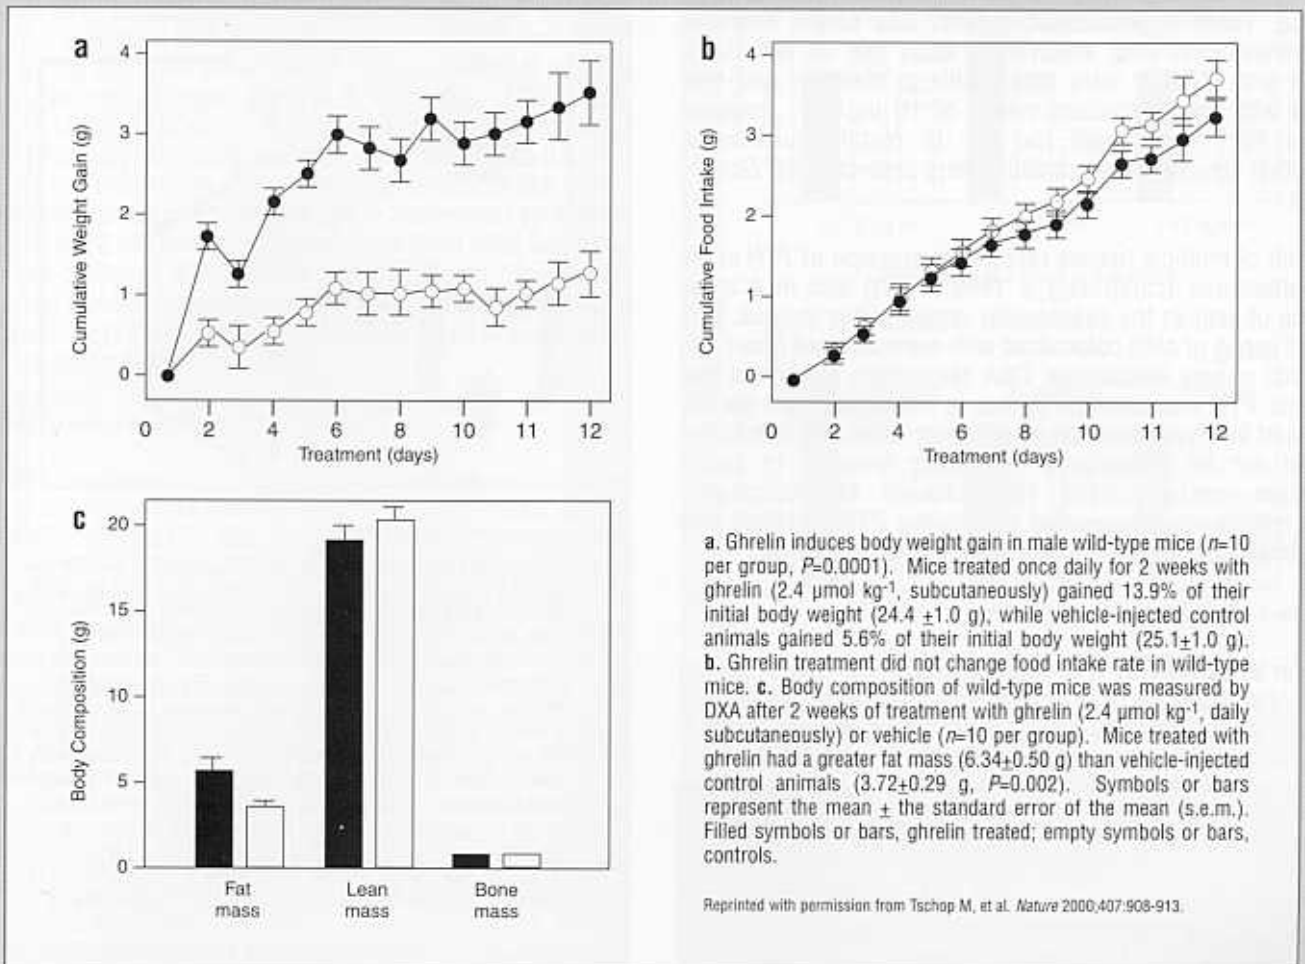 a
Cumulative Weight Gain (g)
4
3
2
1
0
0 2 4 6 8 10 12
Treatment (days)
b
Cumulative Food Intake (g)
4
3
2
1
0
0 2 4 6 8 10 11 12
Treatment (days)
c
Body Composition (g)
20
15
10
5
0
Fat mass
Lean mass
Bone mass
a. Ghrelin induces body weight gain in male wild-type mice (n=10
per group, P=0.0001). Mice treated once daily for 2 weeks with
ghrelin (2.4 µmol kg⁻¹, subcutaneously) gained 13.9% of their
initial body weight (24.4 ±1.0 g), while vehicle-injected control
animals gained 5.6% of their initial body weight (25.1±1.0 g).
b. Ghrelin treatment did not change food intake rate in wild-type
mice. c. Body composition of wild-type mice was measured by
DXA after 2 weeks of treatment with ghrelin (2.4 µmol kg⁻¹, daily
subcutaneously) or vehicle (n=10 per group). Mice treated with
ghrelin had a greater fat mass (6.34±0.50 g) than vehicle-injected
control animals (3.72±0.29 g, P=0.002). Symbols or bars
represent the mean ± the standard error of the mean (s.e.m.).
Filled symbols or bars, ghrelin treated; empty symbols or bars,
controls.
Reprinted with permission from Tschop M, et al. Nature 2000;407:908-913.